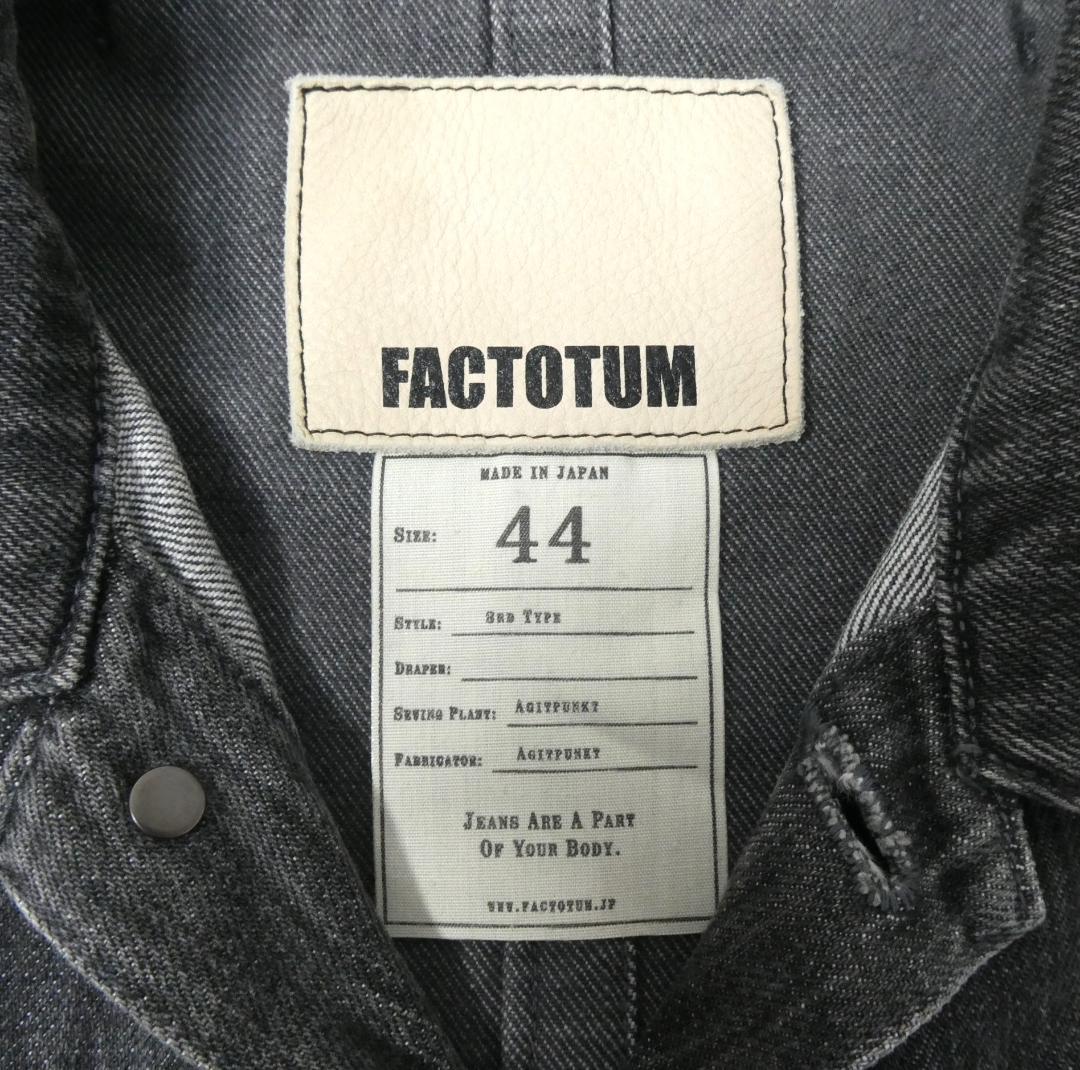 FACTOTUM
MADE IN JAPAN
SIZE: 44
STYLE: 3RD TYPE
DRAPER:
SEWING PLANT: AGITPUNKT
FABRICATOR: AGITPUNKT
JEANS ARE A PART
OF YOUR BODY.
WWW.FACTOTUM.JP